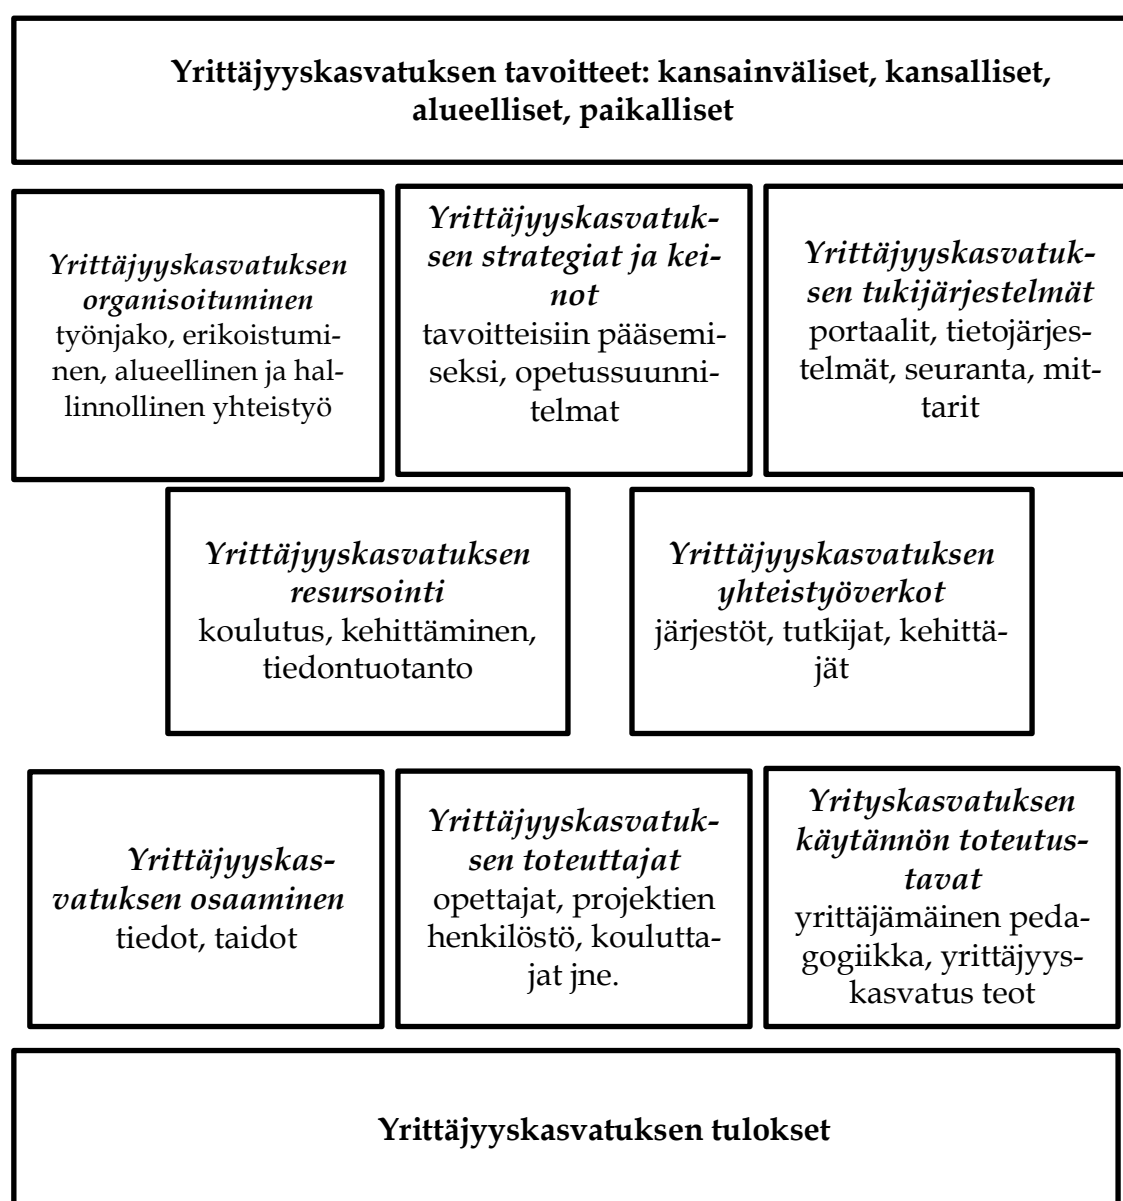 Yrittäjyyskasvatuksen tavoitteet: kansainväliset, kansalliset,
alueelliset, paikalliset
Yrittäjyyskasvatuksen
organisoituminen
työnjako, erikoistumi-
nen, alueellinen ja hal-
linnollinen yhteistyö
Yrittäjyyskasvatuk-
sen strategiat ja kei-
not
tavoitteisiin pääsemi-
seksi, opetussuunni-
telmat
Yrittäjyyskasvatuk-
sen tukijärjestelmät
portaalit, tietojärjes-
telmät, seuranta, mit-
tarit
Yrittäjyyskasvatuksen
resursointi
koulutus, kehittäminen,
tiedontuotanto
Yrittäjyyskasvatuksen
yhteistyöverkot
järjestöt, tutkijat, kehittä-
jät
Yrittäjyyskas-
vatuksen osaaminen
tiedot, taidot
Yrittäjyyskasvatuk-
sen toteuttajat
opettajat, projektien
henkilöstö, koulutta-
jat jne.
Yrityskasvatuksen
käytännön toteutus-
tavat
yrittäjämäinen peda-
gogiikka, yrittäjyys-
kasvatus teot
Yrittäjyyskasvatuksen tulokset